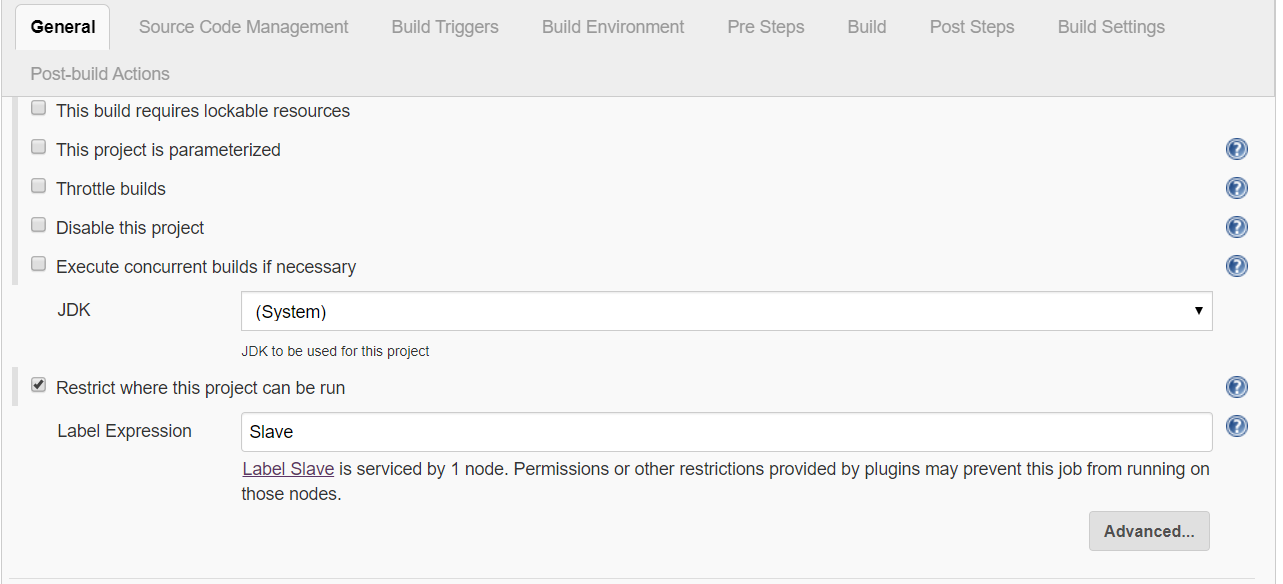 General Source Code Management Build Triggers Build Environment Pre Steps Build Post Steps Build Settings
Post-build Actions
This build requires lockable resources
This project is parameterized ?
Throttle builds ?
Disable this project ?
Execute concurrent builds if necessary ?
JDK (System)
JDK to be used for this project
Restrict where this project can be run ?
Label Expression Slave ?
Label Slave is serviced by 1 node. Permissions or other restrictions provided by plugins may prevent this job from running on
those nodes.
Advanced...